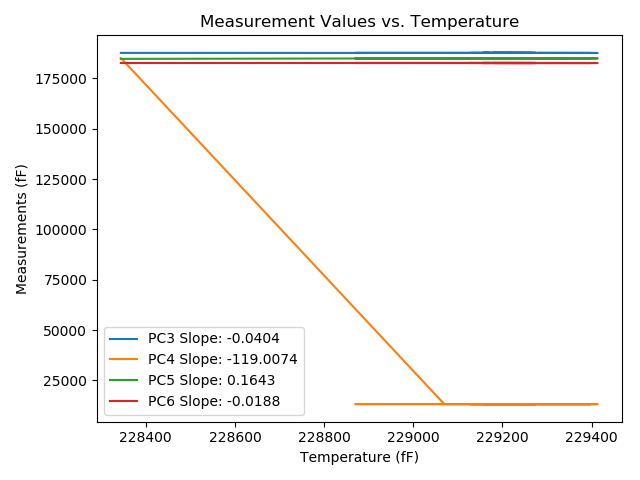 Measurement Values vs. Temperature
Measurements (fF)
175000
150000
125000
100000
75000
50000
25000
PC3 Slope: -0.0404
PC4 Slope: -119.0074
PC5 Slope: 0.1643
PC6 Slope: -0.0188
228400 228600 228800 229000 229200 229400
Temperature (fF)